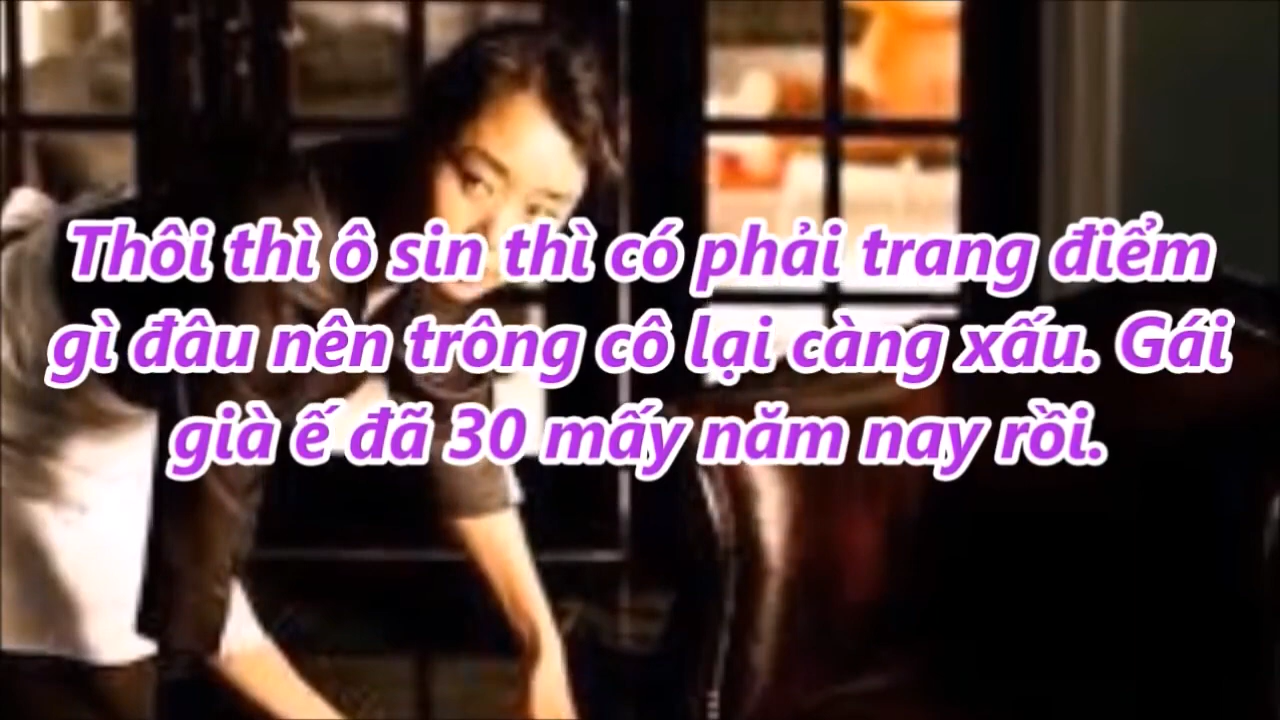 Thôi thì ô sin thì có phải trang điểm
gì đâu nên trông cô lại càng xấu. Gái
già ế đã 30 mấy năm nay rồi.